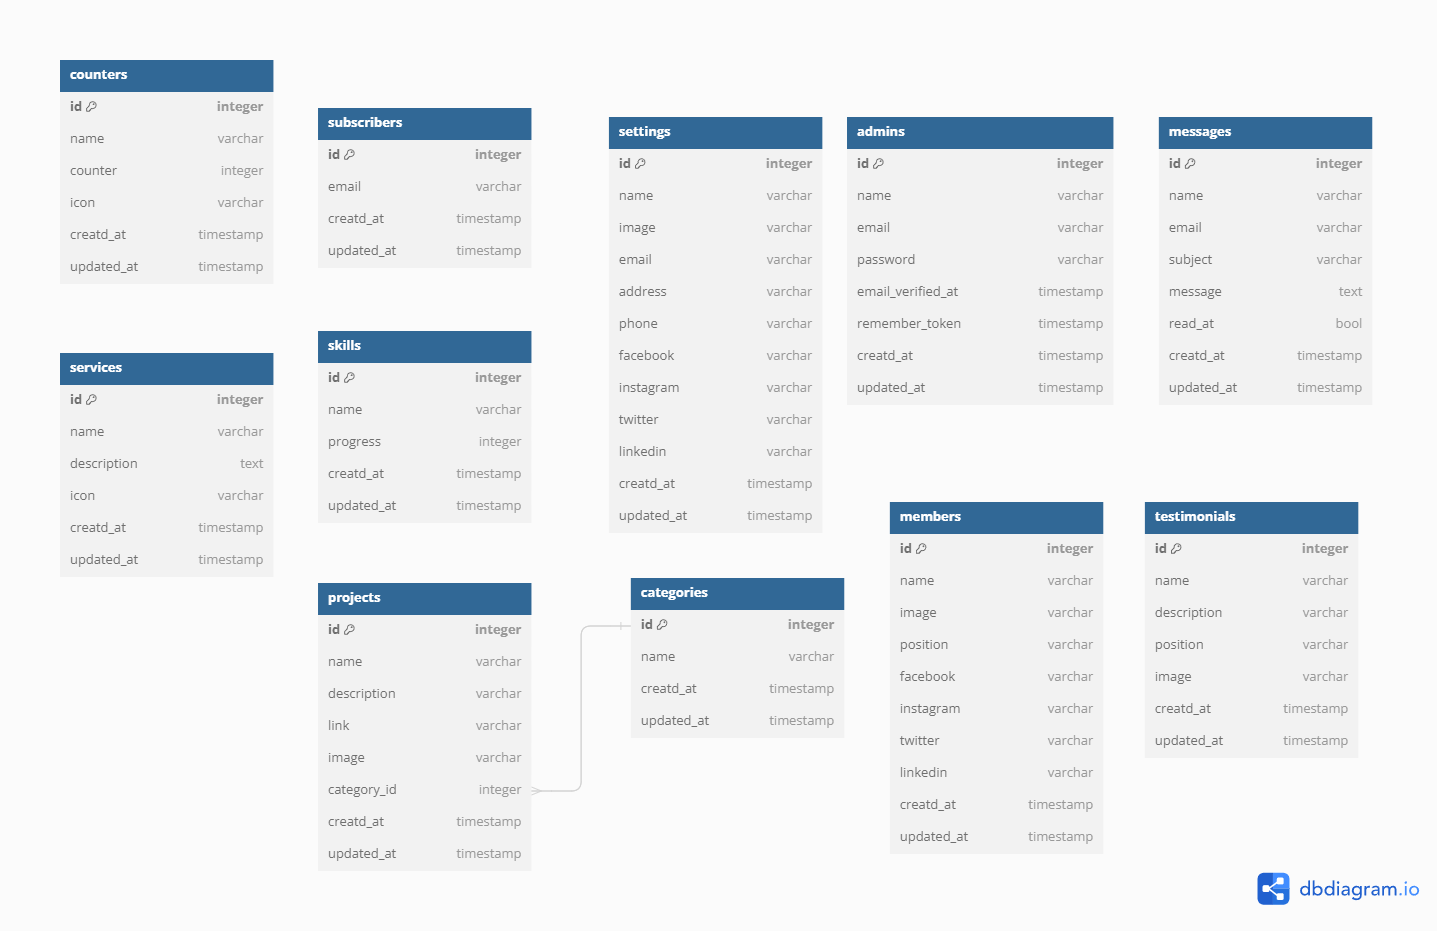 counters
id integer
name varchar
counter integer
icon varchar
creatd_at timestamp
updated_at timestamp
subscribers
id integer
email varchar
creatd_at timestamp
updated_at timestamp
settings
id integer
name varchar
image varchar
email varchar
address varchar
phone varchar
facebook varchar
instagram varchar
twitter varchar
linkedin varchar
creatd_at timestamp
updated_at timestamp
admins
id integer
name varchar
email varchar
password varchar
email_verified_at timestamp
remember_token timestamp
creatd_at timestamp
updated_at timestamp
messages
id integer
name varchar
email varchar
subject varchar
message text
read_at bool
creatd_at timestamp
updated_at timestamp
services
id integer
name varchar
description text
icon varchar
creatd_at timestamp
updated_at timestamp
skills
id integer
name varchar
progress integer
creatd_at timestamp
updated_at timestamp
projects
id integer
name varchar
description varchar
link varchar
image varchar
category_id integer
creatd_at timestamp
updated_at timestamp
categories
id integer
name varchar
creatd_at timestamp
updated_at timestamp
members
id integer
name varchar
image varchar
position varchar
facebook varchar
instagram varchar
twitter varchar
linkedin varchar
creatd_at timestamp
updated_at timestamp
testimonials
id integer
name varchar
description varchar
position varchar
image varchar
creatd_at timestamp
updated_at timestamp
dbdiagram.io